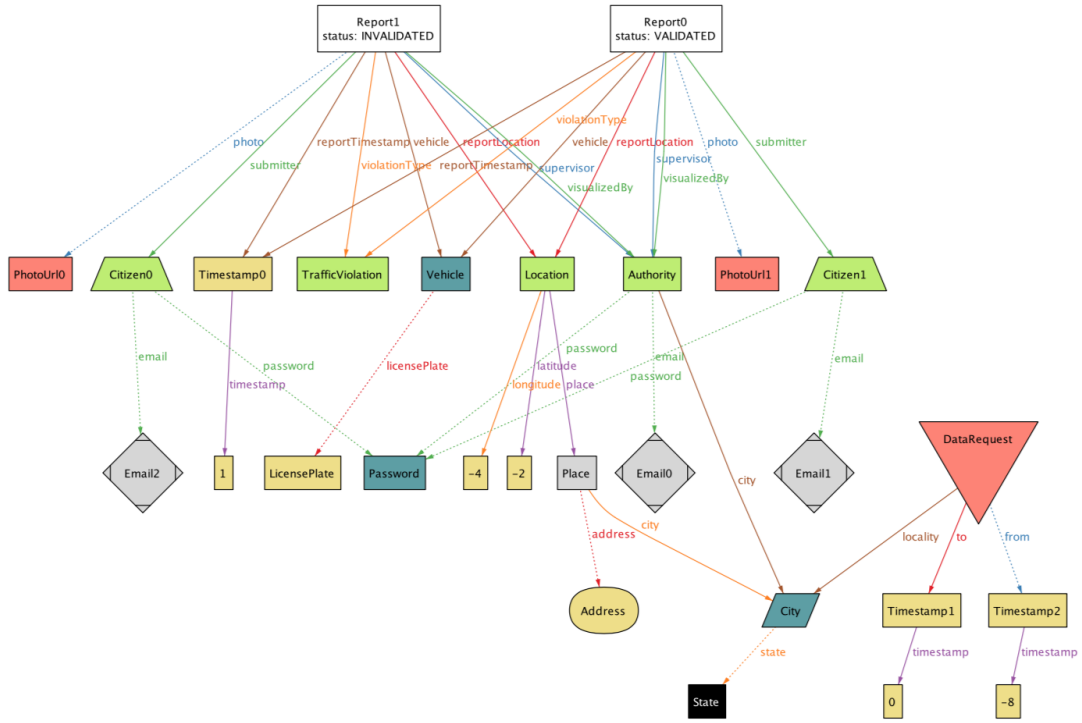 Report1
status: INVALIDATED
Report0
status: VALIDATED
violationType
photo
reportTimestamp
vehicle
reportLocation
vehicle
reportLocation
photo
submitter
submitter
violationType
reportTimestamp
supervisor
supervisor
visualizedBy
visualizedBy
PhotoUrl0
Citizen0
Timestamp0
TrafficViolation
Vehicle
Location
Authority
PhotoUrl1
Citizen1
email
password
timestamp
licensePlate
longitude
latitude
place
password
email
password
email
Email2
1
LicensePlate
Password
-4
-2
Place
Email0
Email1
DataRequest
city
city
address
locality
to
from
Address
City
Timestamp1
Timestamp2
state
timestamp
timestamp
State
0
-8